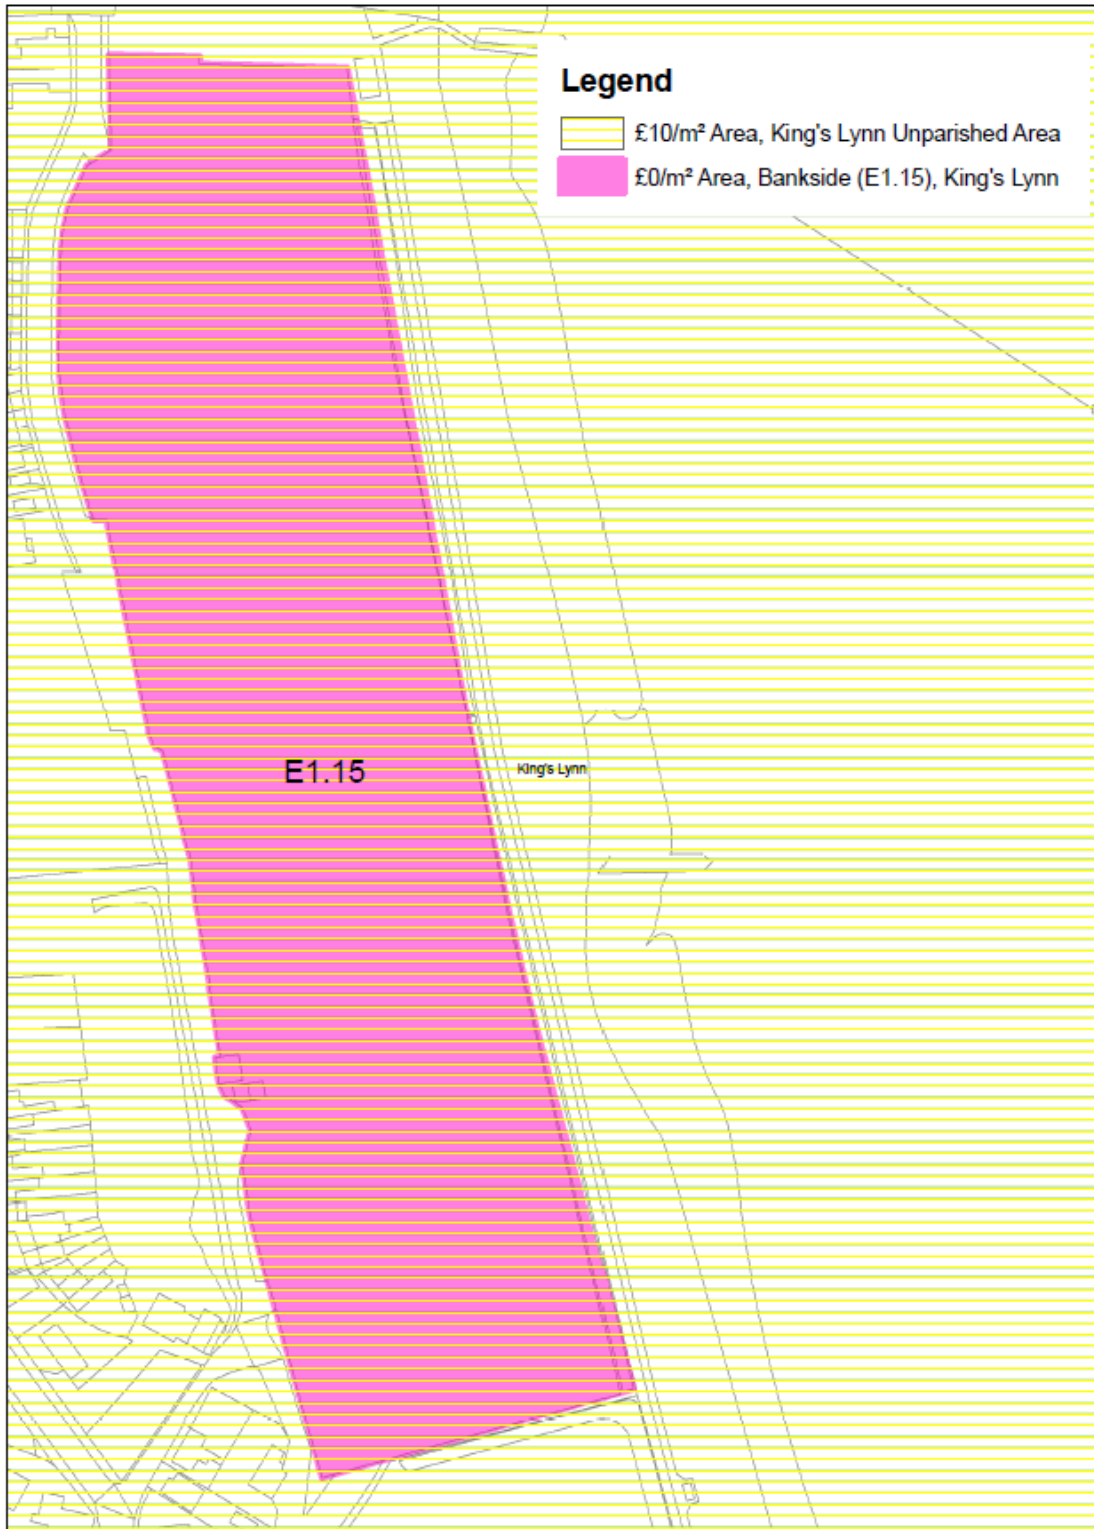 Legend
£10/m² Area, King's Lynn Unparished Area
£0/m² Area, Bankside (E1.15), King's Lynn
E1.15
King's Lynn